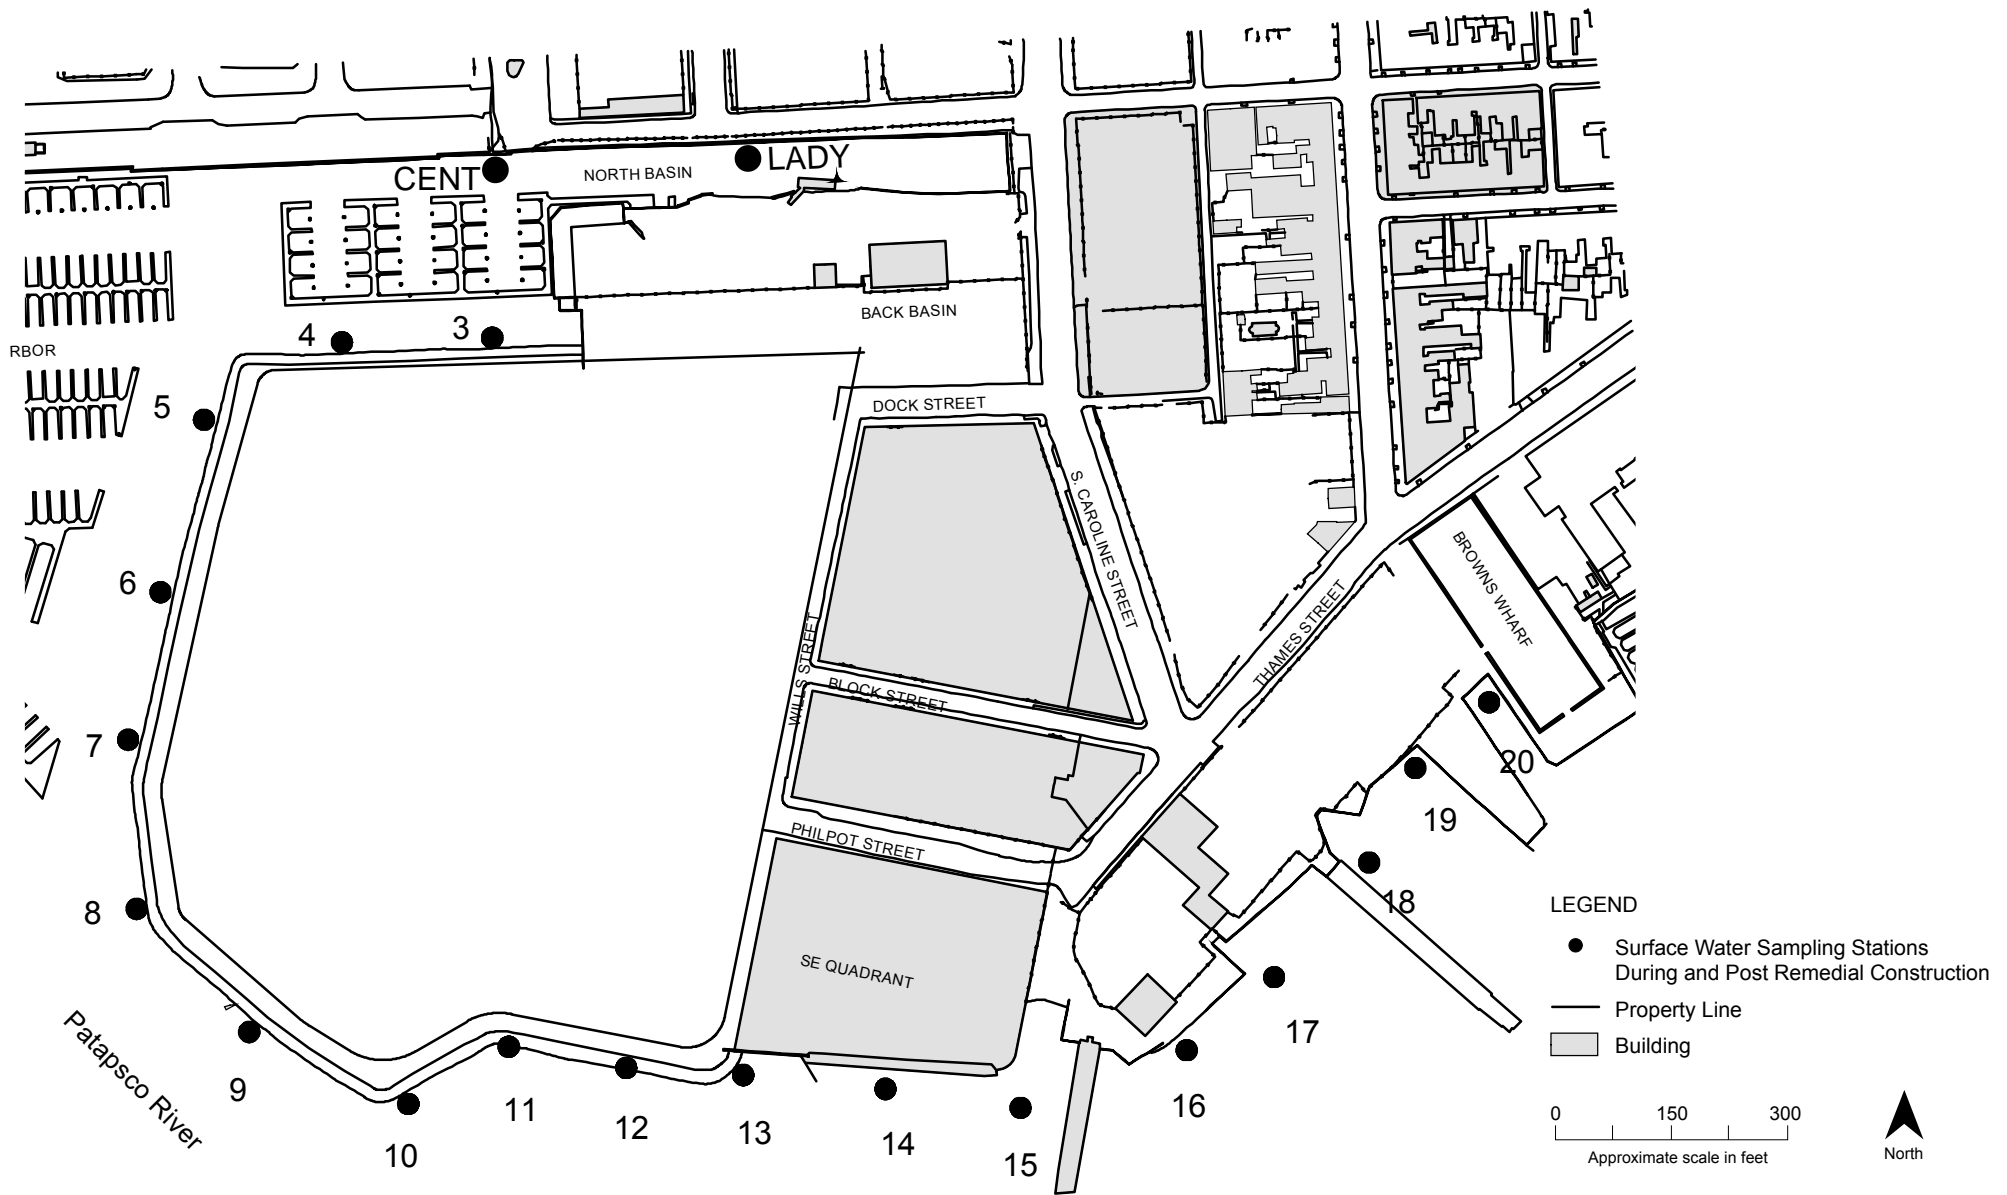 LADY
CENT
NORTH BASIN
BACK BASIN
4
3
RBOR
5
DOCK STREET
S. CAROLINE STREET
BROWNS WHARF
6
THAMES STREET
WILLS STREET
BLOCK STREET
7
20
19
PHILPOT STREET
8
18
SE QUADRANT
17
Patapsco River
9
10
11
12
13
14
15
16
LEGEND
Surface Water Sampling Stations
During and Post Remedial Construction
Property Line
Building
0 150 300
Approximate scale in feet
North